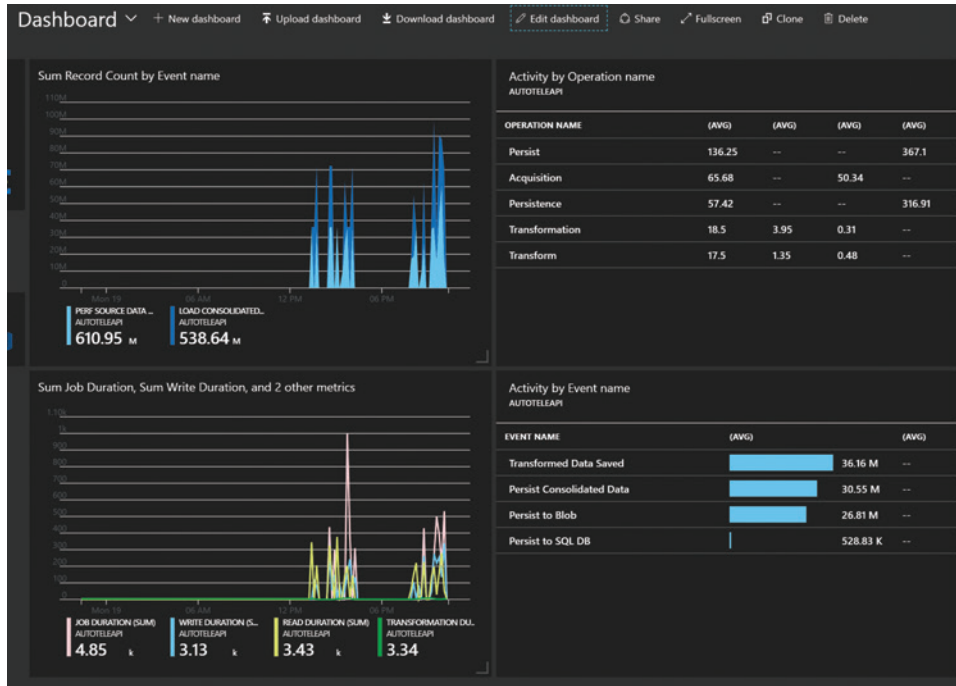 Dashboard
+ New dashboard
Upload dashboard
Download dashboard
Edit dashboard
Share
Fullscreen
Clone
Delete
Sum Record Count by Event name
110M
100M
90M
80M
70M
60M
50M
40M
30M
20M
10M
0
Mon 19 06 AM 12 PM 06 PM
PERF SOURCE DATA ...
AUTOTELEAPI
610.95 M
LOAD CONSOLIDATED...
AUTOTELEAPI
538.64 M
Activity by Operation name
AUTOTELEAPI
OPERATION NAME (AVG) (AVG) (AVG) (AVG)
Persist 136.25 -- -- 367.1
Acquisition 65.68 -- 50.34 --
Persistence 57.42 -- -- 316.91
Transformation 18.5 3.95 0.31 --
Transform 17.5 1.35 0.48 --
Sum Job Duration, Sum Write Duration, and 2 other metrics
1.10k
1k
900
800
700
600
500
400
300
200
100
0
Mon 19 06 AM 12 PM 06 PM
JOB DURATION (SUM)
AUTOTELEAPI
4.85 k
WRITE DURATION (S...
AUTOTELEAPI
3.13 k
READ DURATION (SUM)
AUTOTELEAPI
3.43 k
TRANSFORMATION DU...
AUTOTELEAPI
3.34
Activity by Event name
AUTOTELEAPI
EVENT NAME (AVG) (AVG)
Transformed Data Saved 36.16 M --
Persist Consolidated Data 30.55 M --
Persist to Blob 26.81 M --
Persist to SQL DB 528.83 K --